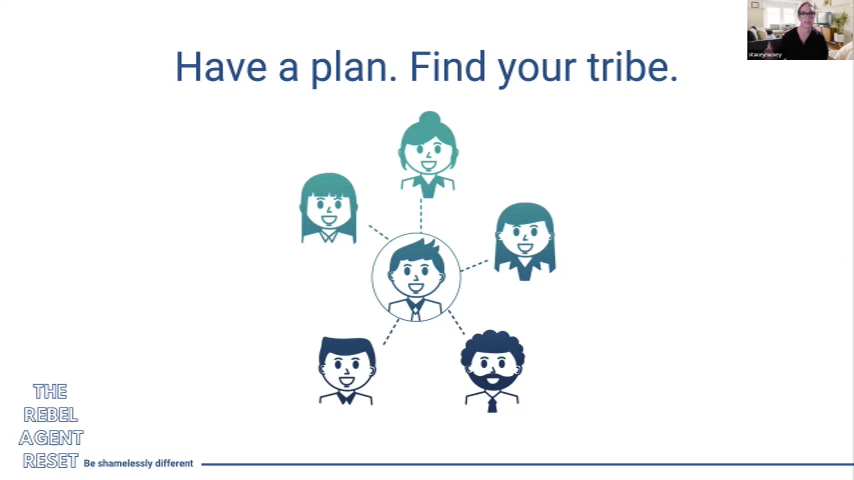 Have a plan. Find your tribe.
THE
REBEL
AGENT
RESET
Be shamelessly different